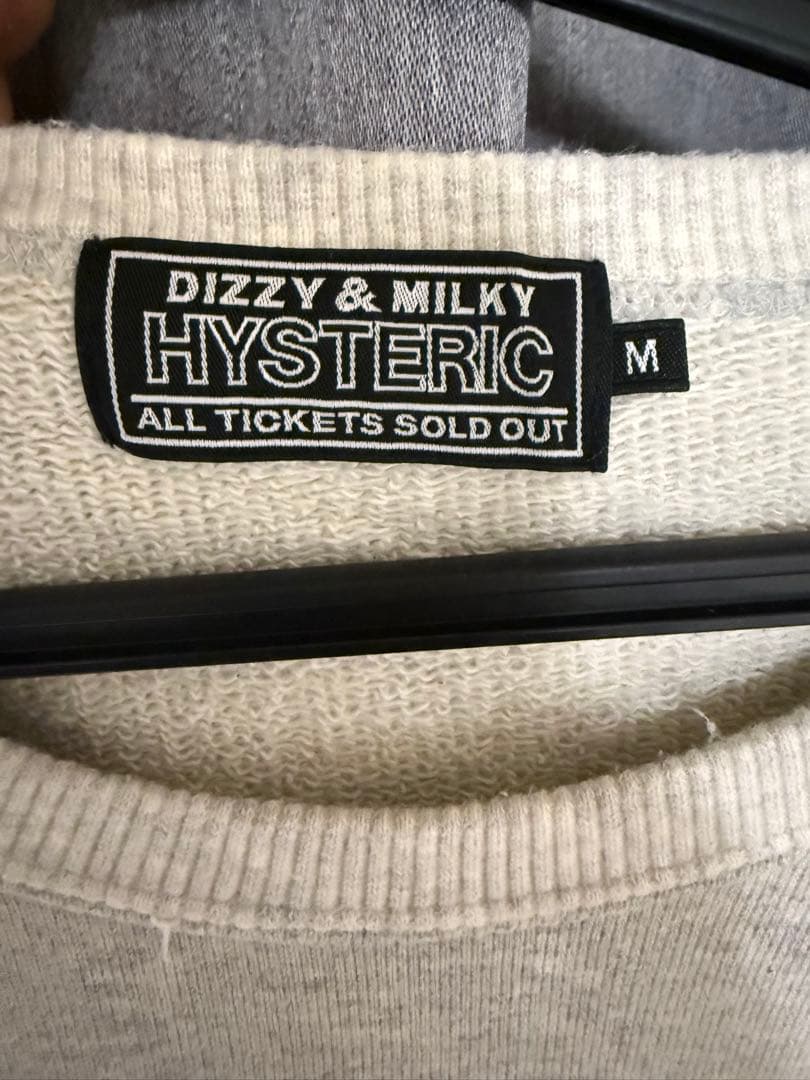 DIZZY & MILKY
HYSTERIC
ALL TICKETS SOLD OUT
M